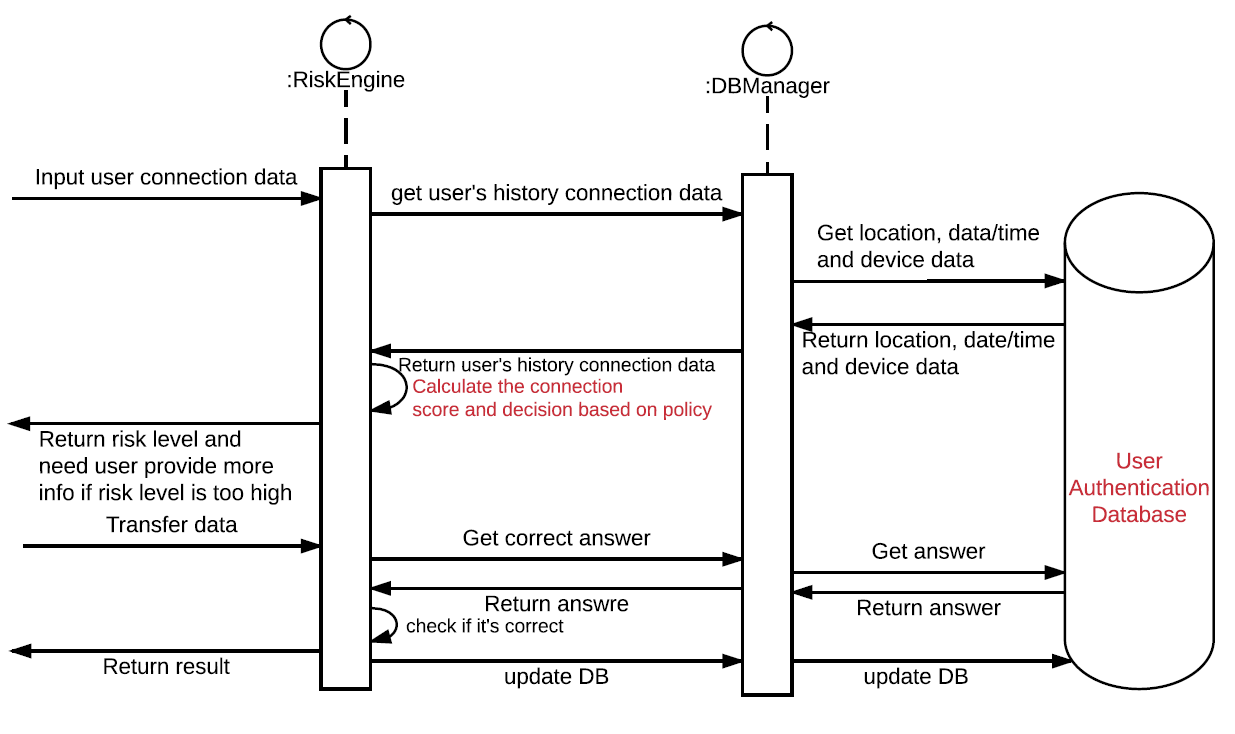 :RiskEngine
:DBManager
Input user connection data
get user's history connection data
Get location, data/time
and device data
Return location, date/time
and device data
Return user's history connection data
Calculate the connection
score and decision based on policy
Return risk level and
need user provide more
info if risk level is too high
User
Authentication
Database
Transfer data
Get correct answer
Get answer
Return answre
Return answer
check if it's correct
Return result
update DB
update DB